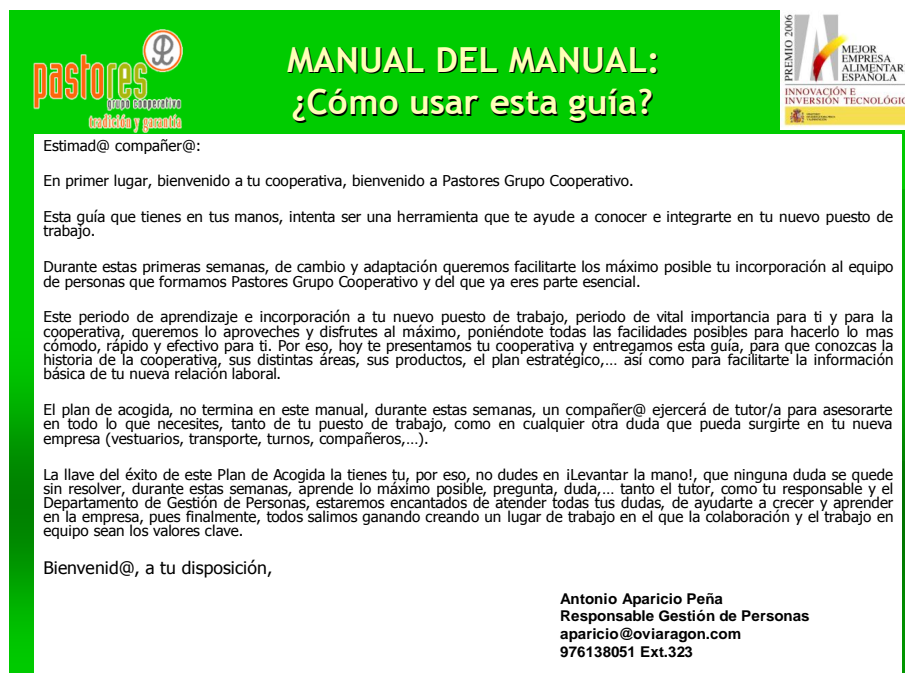 pastores
grupo cooperativo
tradición y garantía
MANUAL DEL MANUAL:
¿Cómo usar esta guía?
PREMIO 2006
MEJOR
EMPRESA
ALIMENTAR
ESPAÑOLA
INNOVACIÓN E
INVERSIÓN TECNOLÓGIC
Estimad@ compañer@:
En primer lugar, bienvenido a tu cooperativa, bienvenido a Pastores Grupo Cooperativo.
Esta guía que tienes en tus manos, intenta ser una herramienta que te ayude a conocer e integrarte en tu nuevo puesto de
trabajo.
Durante estas primeras semanas, de cambio y adaptación queremos facilitarte los máximo posible tu incorporación al equipo
de personas que formamos Pastores Grupo Cooperativo y del que ya eres parte esencial.
Este periodo de aprendizaje e incorporación a tu nuevo puesto de trabajo, periodo de vital importancia para ti y para la
cooperativa, queremos lo aproveches y disfrutes al máximo, poniéndote todas las facilidades posibles para hacerlo lo mas
cómodo, rápido y efectivo para ti. Por eso, hoy te presentamos tu cooperativa y entregamos esta guía, para que conozcas la
historia de la cooperativa, sus distintas áreas, sus productos, el plan estratégico,... así como para facilitarte la información
básica de tu nueva relación laboral.
El plan de acogida, no termina en este manual, durante estas semanas, un compañer@ ejercerá de tutor/a para asesorarte
en todo lo que necesites, tanto de tu puesto de trabajo, como en cualquier otra duda que pueda surgirte en tu nueva
empresa (vestuarios, transporte, turnos, compañeros,...).
La llave del éxito de este Plan de Acogida la tienes tu, por eso, no dudes en ¡Levantar la mano!, que ninguna duda se quede
sin resolver, durante estas semanas, aprende lo máximo posible, pregunta, duda,... tanto el tutor, como tu responsable y el
Departamento de Gestión de Personas, estaremos encantados de atender todas tus dudas, de ayudarte a crecer y aprender
en la empresa, pues finalmente, todos salimos ganando creando un lugar de trabajo en el que la colaboración y el trabajo en
equipo sean los valores clave.
Bienvenid@, a tu disposición,
Antonio Aparicio Peña
Responsable Gestión de Personas
aparicio@oviaragon.com
976138051 Ext.323